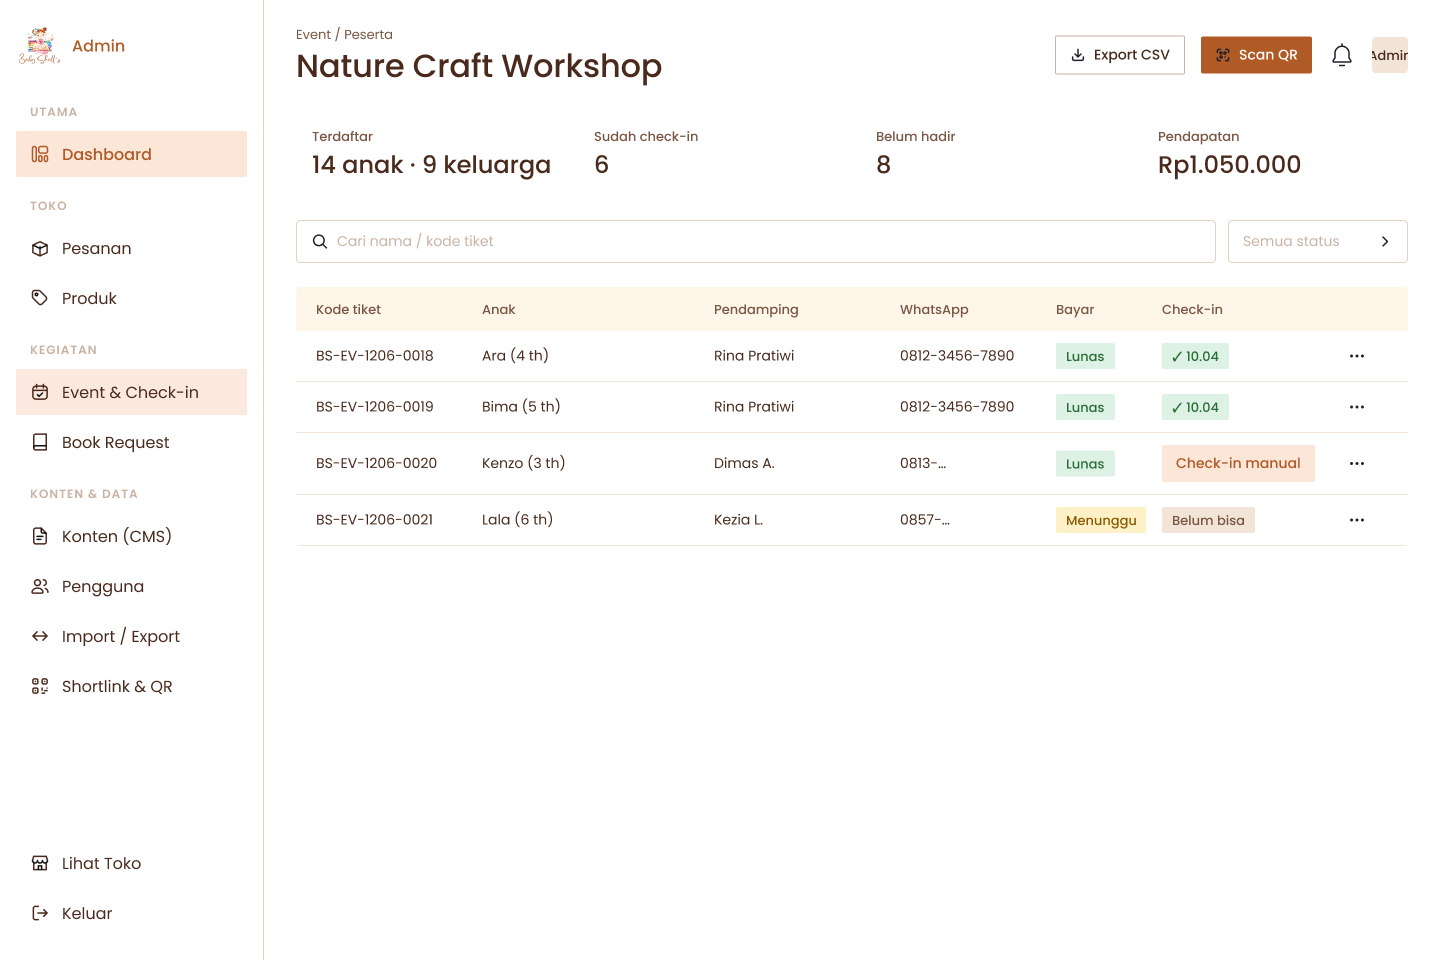 Baby Shell's
Admin
UTAMA
Dashboard
TOKO
Pesanan
Produk
KEGIATAN
Event & Check-in
Book Request
KONTEN & DATA
Konten (CMS)
Pengguna
Import / Export
Shortlink & QR
Lihat Toko
Keluar
Event / Peserta
Nature Craft Workshop
Export CSV
Scan QR
Admin
Terdaftar
14 anak · 9 keluarga
Sudah check-in
6
Belum hadir
8
Pendapatan
Rp1.050.000
Cari nama / kode tiket
Semua status
Kode tiket Anak Pendamping WhatsApp Bayar Check-in
BS-EV-1206-0018 Ara (4 th) Rina Pratiwi 0812-3456-7890 Lunas ✓ 10.04
BS-EV-1206-0019 Bima (5 th) Rina Pratiwi 0812-3456-7890 Lunas ✓ 10.04
BS-EV-1206-0020 Kenzo (3 th) Dimas A. 0813-… Lunas Check-in manual
BS-EV-1206-0021 Lala (6 th) Kezia L. 0857-… Menunggu Belum bisa